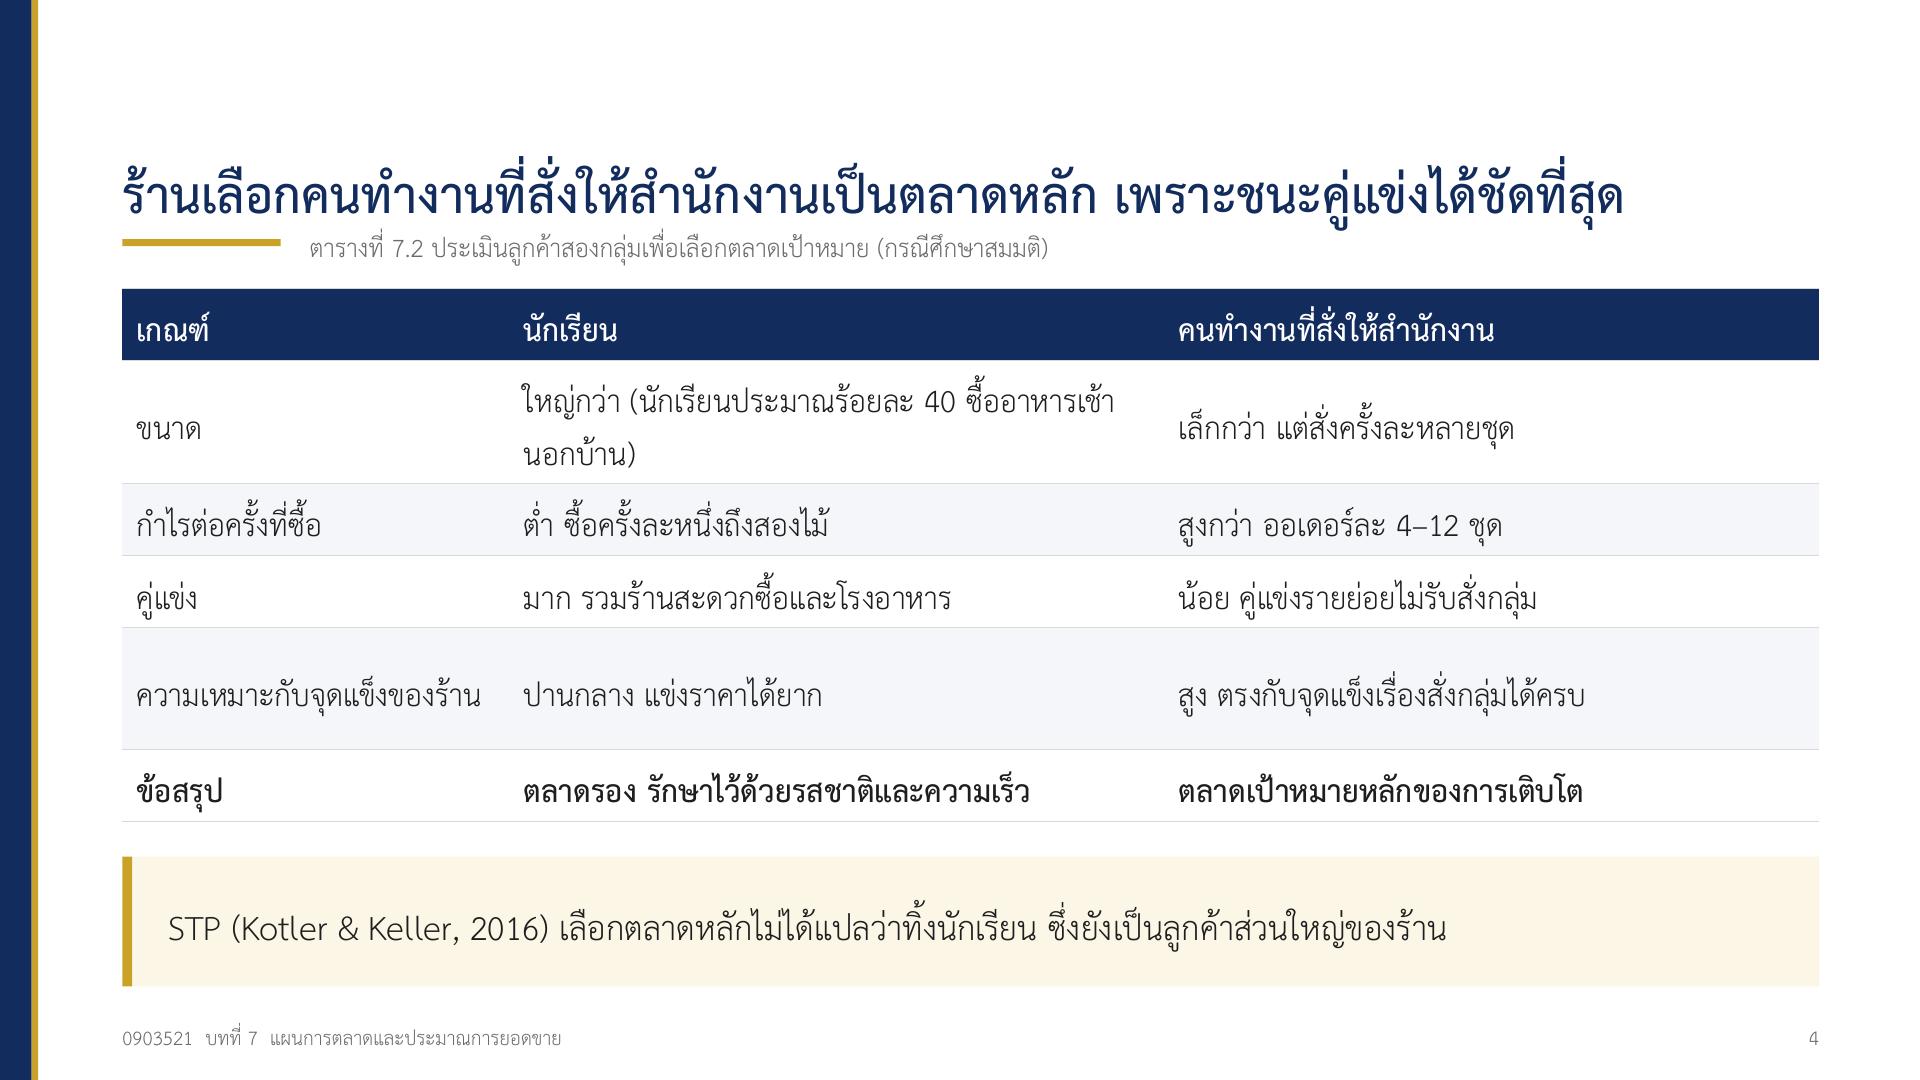 ร้านเลือกคนทำงานที่สั่งให้สำนักงานเป็นตลาดหลัก เพราะชนะคู่แข่งได้ชัดที่สุด
ตารางที่ 7.2 ประเมินลูกค้าสองกลุ่มเพื่อเลือกตลาดเป้าหมาย (กรณีศึกษาสมมติ)
เกณฑ์ นักเรียน คนทำงานที่สั่งให้สำนักงาน
ขนาด ใหญ่กว่า (นักเรียนประมาณร้อยละ 40 ซื้ออาหารเช้า
นอกบ้าน) เล็กกว่า แต่สั่งครั้งละหลายชุด
กำไรต่อครั้งที่ซื้อ ต่ำ ซื้อครั้งละหนึ่งถึงสองไม้ สูงกว่า ออเดอร์ละ 4–12 ชุด
คู่แข่ง มาก รวมร้านสะดวกซื้อและโรงอาหาร น้อย คู่แข่งรายย่อยไม่รับสั่งกลุ่ม
ความเหมาะกับจุดแข็งของร้าน ปานกลาง แข่งราคาได้ยาก สูง ตรงกับจุดแข็งเรื่องสั่งกลุ่มได้ครบ
ข้อสรุป ตลาดรอง รักษาไว้ด้วยรสชาติและความเร็ว ตลาดเป้าหมายหลักของการเติบโต
STP (Kotler & Keller, 2016) เลือกตลาดหลักไม่ได้แปลว่าทิ้งนักเรียน ซึ่งยังเป็นลูกค้าส่วนใหญ่ของร้าน
0903521 บทที่ 7 แผนการตลาดและประมาณการยอดขาย 4